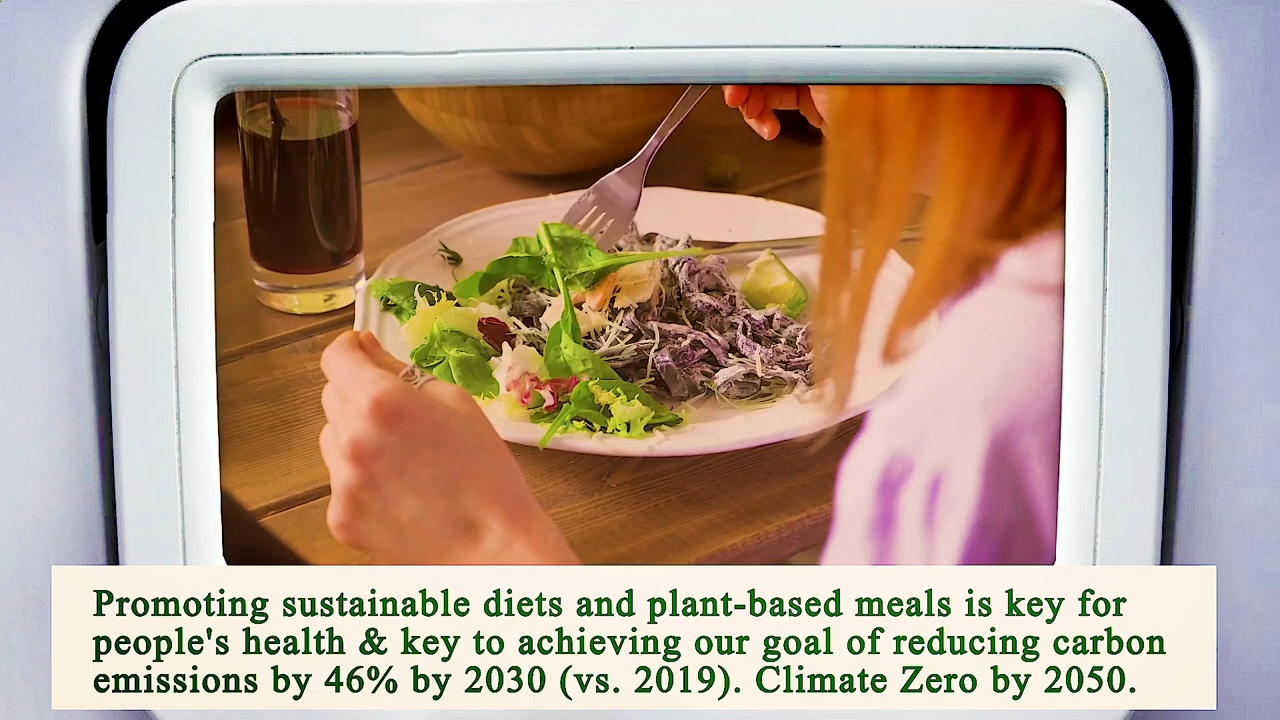 Promoting sustainable diets and plant-based meals is key for
people's health & key to achieving our goal of reducing carbon
emissions by 46% by 2030 (vs. 2019). Climate Zero by 2050.